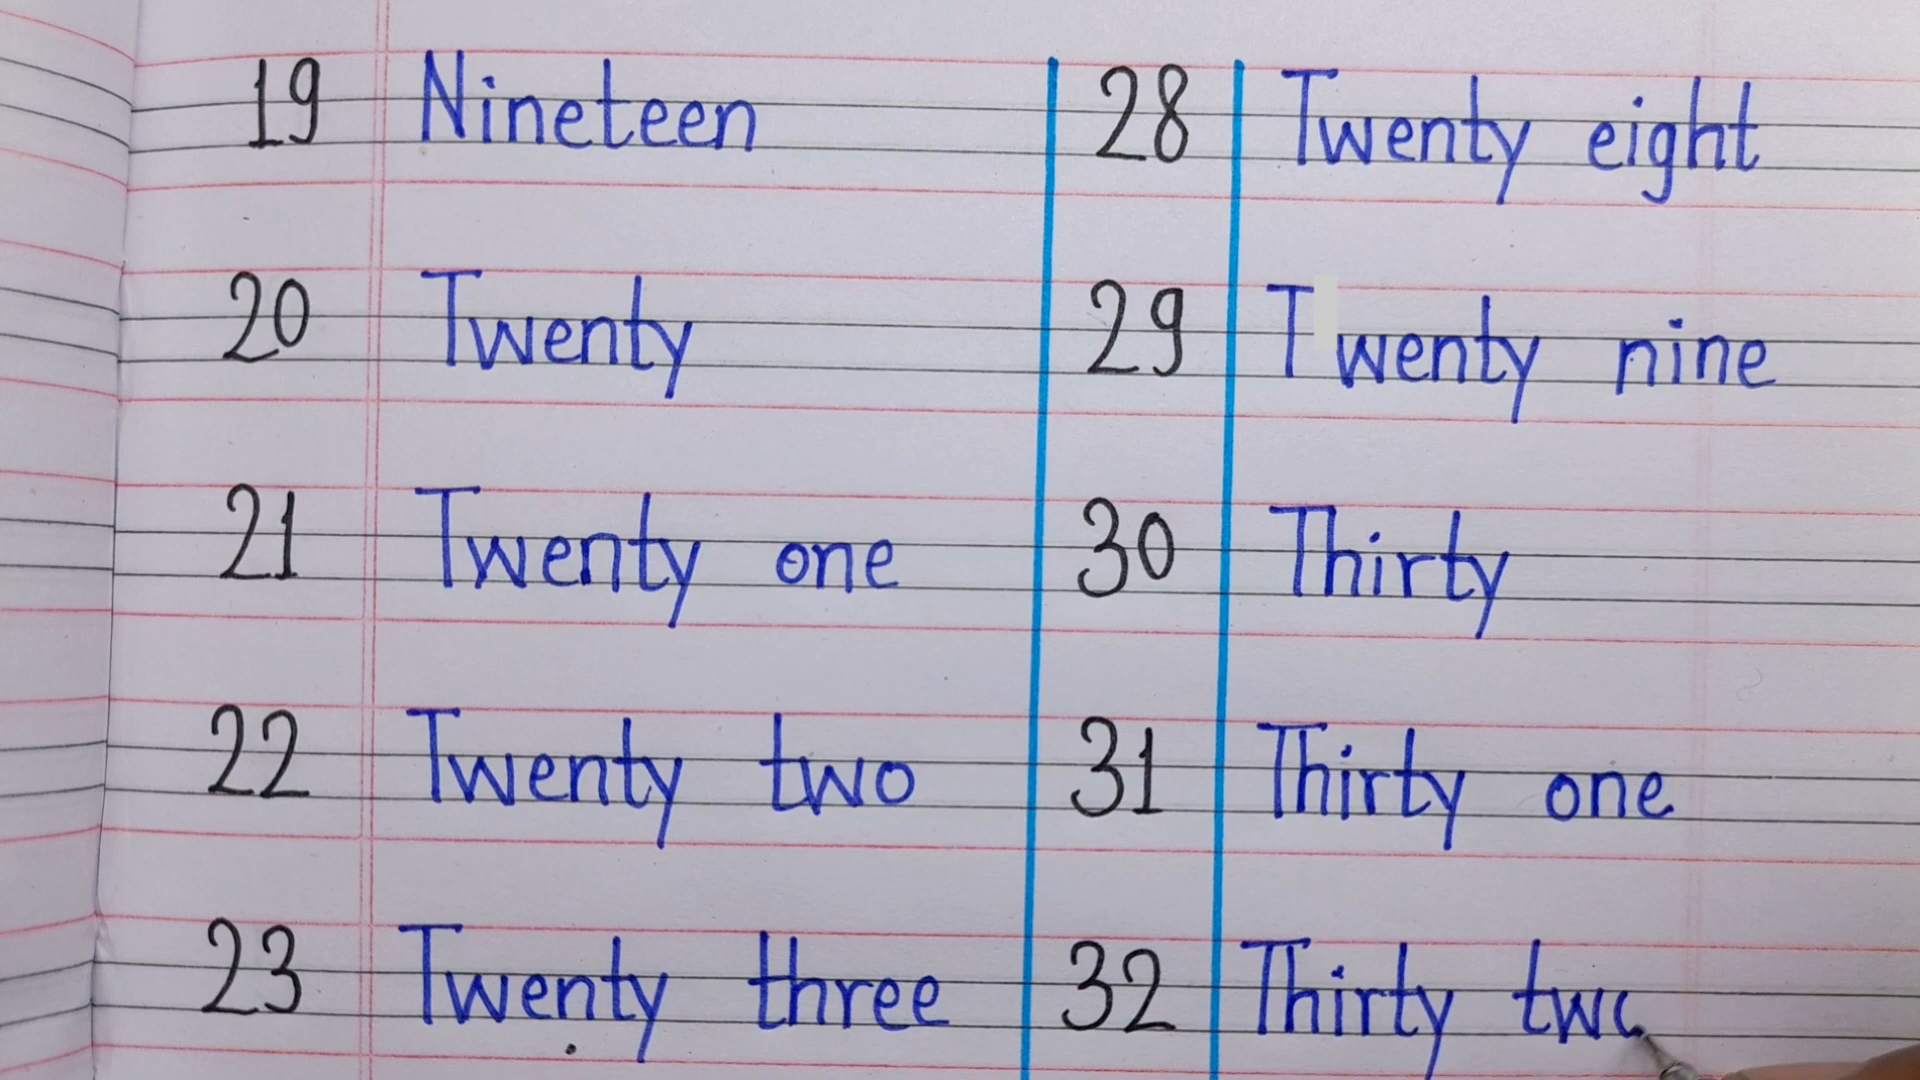 19 Nineteen 28 Twenty eight
20 Twenty 29 Twenty nine
21 Twenty one 30 Thirty
22 Twenty two 31 Thirty one
23 Twenty three 32 Thirty two